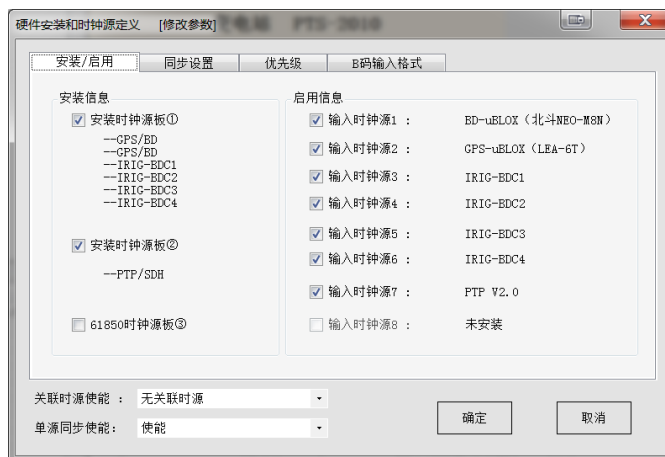 硬件安装和时钟源定义 [修改参数]
电站 PTS-2010
安装/启用 同步设置 优先级 B码输入格式
安装信息
安装时钟源板①
--GPS/BD
--GPS/BD
--IRIG-BDC1
--IRIG-BDC2
--IRIG-BDC3
--IRIG-BDC4
安装时钟源板②
--PTP/SDH
61850时钟源板③
启用信息
输入时钟源1 : BD-uBLOX(北斗NEO-M8N)
输入时钟源2 : GPS-uBLOX(LEA-6T)
输入时钟源3 : IRIG-BDC1
输入时钟源4 : IRIG-BDC2
输入时钟源5 : IRIG-BDC3
输入时钟源6 : IRIG-BDC4
输入时钟源7 : PTP V2.0
输入时钟源8 : 未安装
关联时源使能 : 无关联时源
单源同步使能: 使能
确定 取消